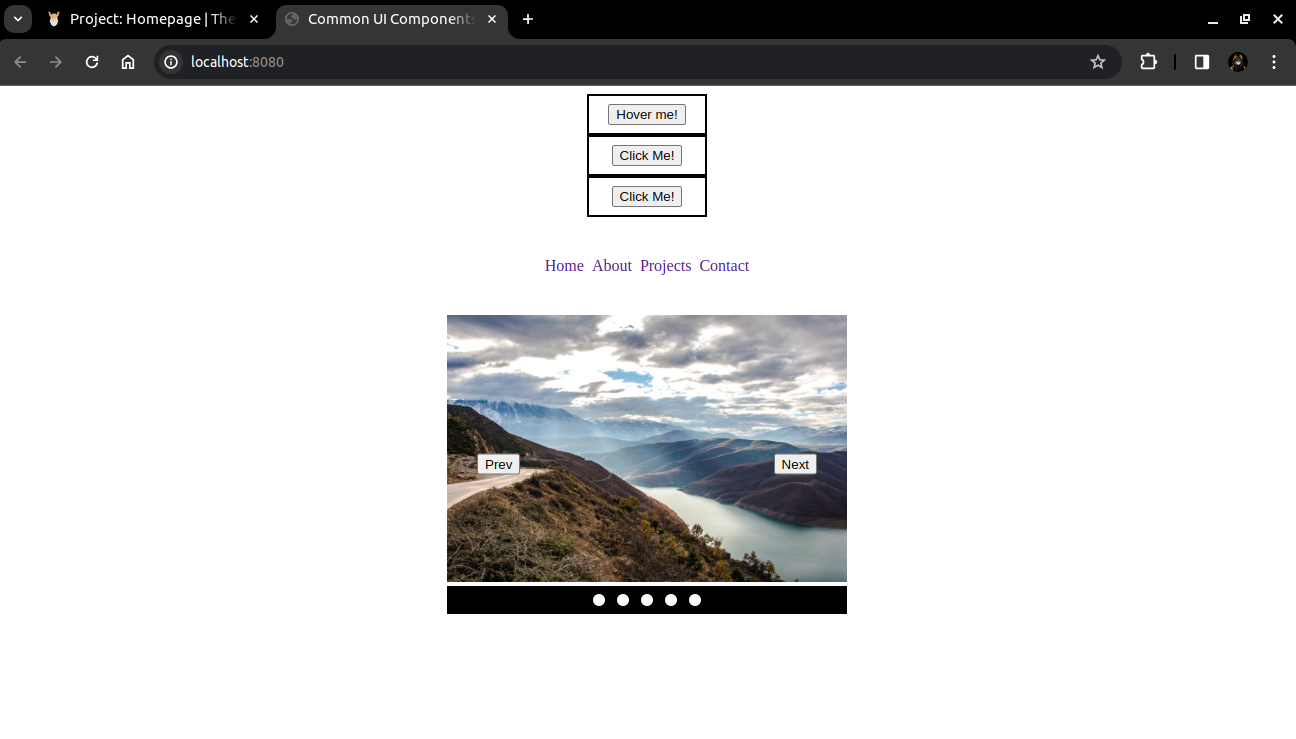 Project: Homepage | The
Common UI Components
localhost:8080
Hover me!
Click Me!
Click Me!
Home About Projects Contact
Prev Next